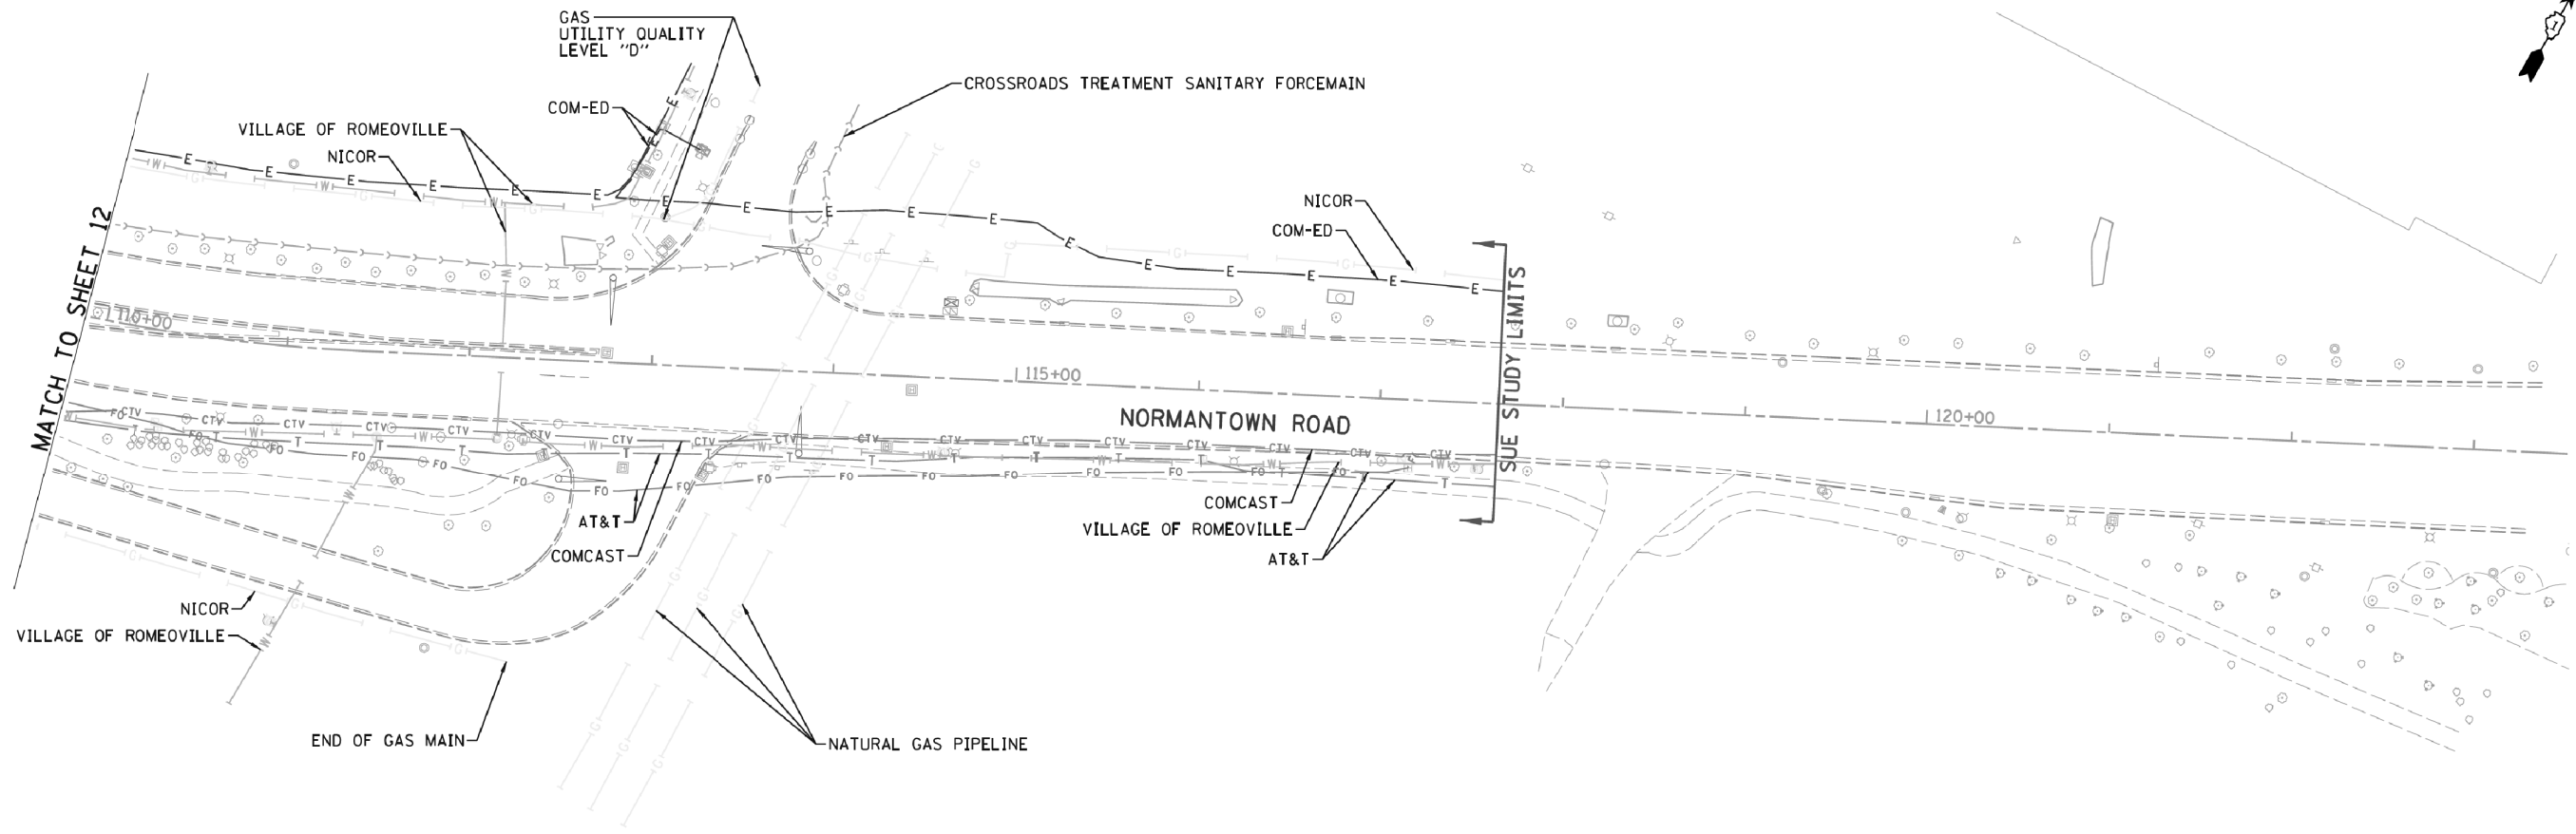 GAS
UTILITY QUALITY
LEVEL "D"
CROSSROADS TREATMENT SANITARY FORCEMAIN
COM-ED
VILLAGE OF ROMEOVILLE
NICOR
NICOR
COM-ED
MATCH TO SHEET 12
SUE STUDY LIMITS
110+00
115+00
120+00
NORMANTOWN ROAD
COMCAST
VILLAGE OF ROMEOVILLE
AT&T
AT&T
COMCAST
NICOR
VILLAGE OF ROMEOVILLE
END OF GAS MAIN
NATURAL GAS PIPELINE